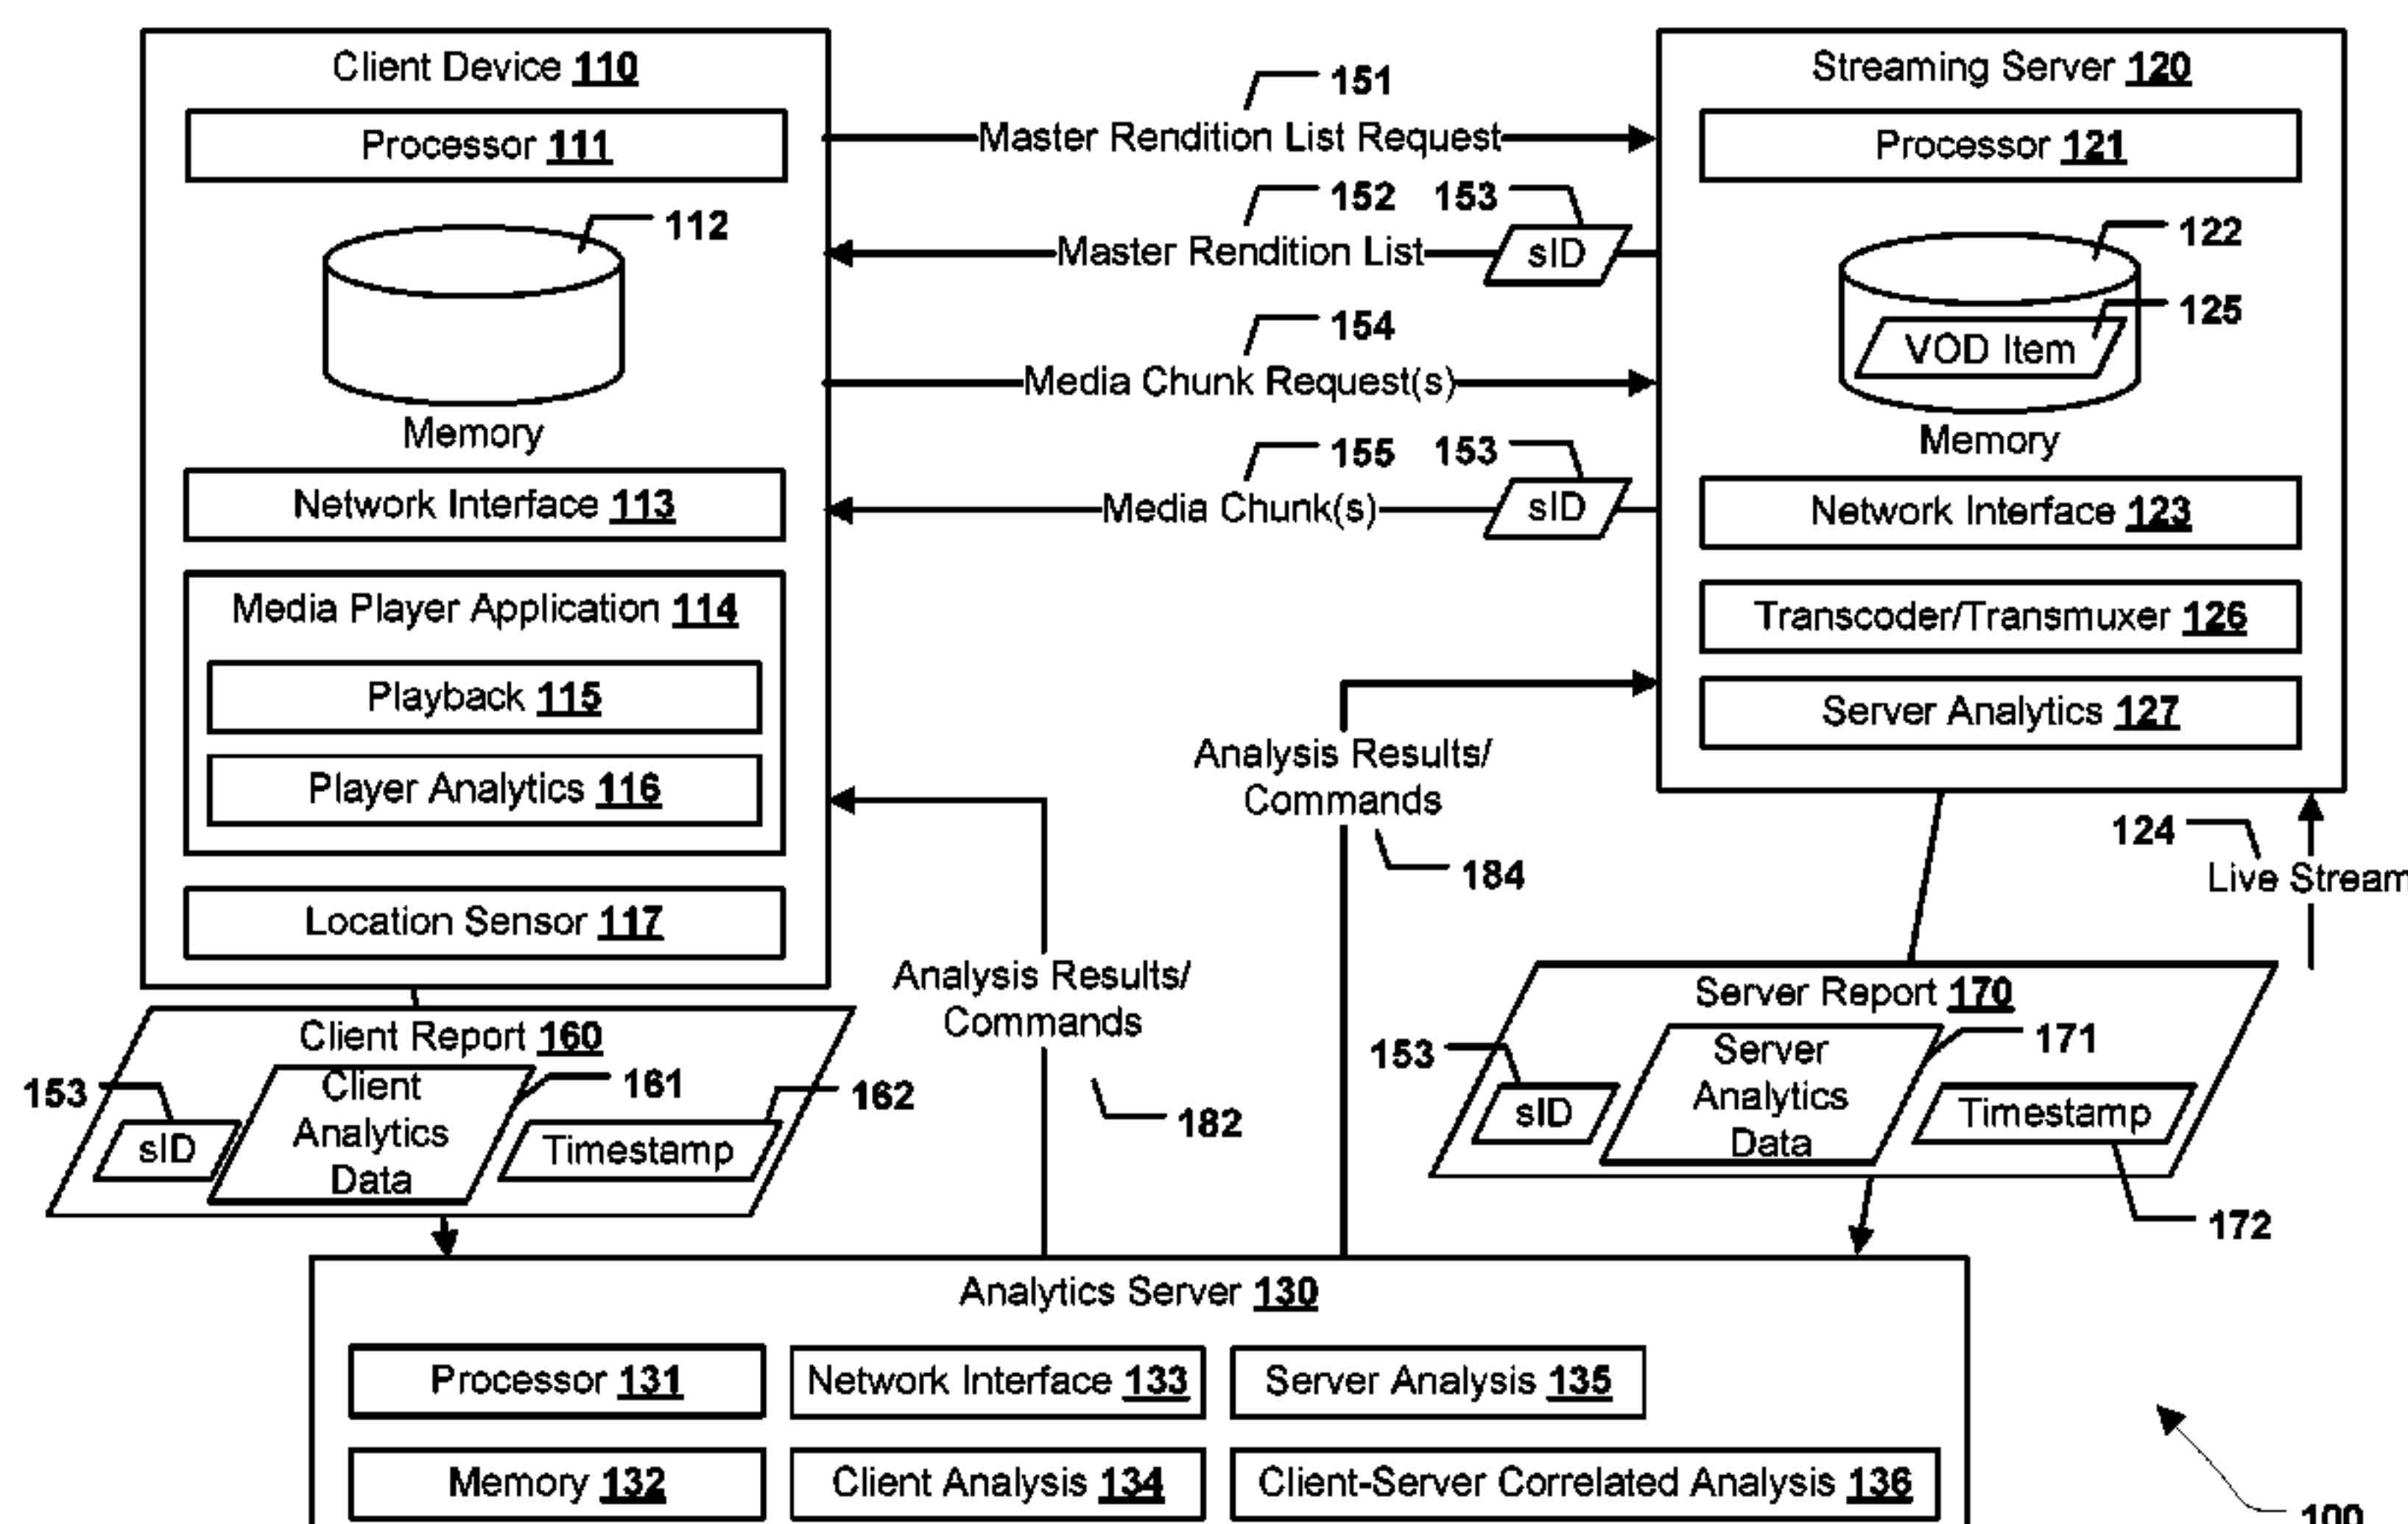 Client Device 110
Processor 111
112
Memory
Network Interface 113
Media Player Application 114
Playback 115
Player Analytics 116
Location Sensor 117
151
Master Rendition List Request
152 153
Master Rendition List sID
154
Media Chunk Request(s)
155 153
Media Chunk(s) sID
Streaming Server 120
Processor 121
122
125
VOD Item
Memory
Network Interface 123
Transcoder/Transmuxer 126
Server Analytics 127
Analysis Results/
Commands
184
124
Live Stream
Analysis Results/
Commands
182
Client Report 160
153
sID
Client
Analytics
Data
161
Timestamp
162
Server Report 170
153
sID
Server
Analytics
Data
171
Timestamp
172
Analytics Server 130
Processor 131
Network Interface 133
Server Analysis 135
Memory 132
Client Analysis 134
Client-Server Correlated Analysis 136
100